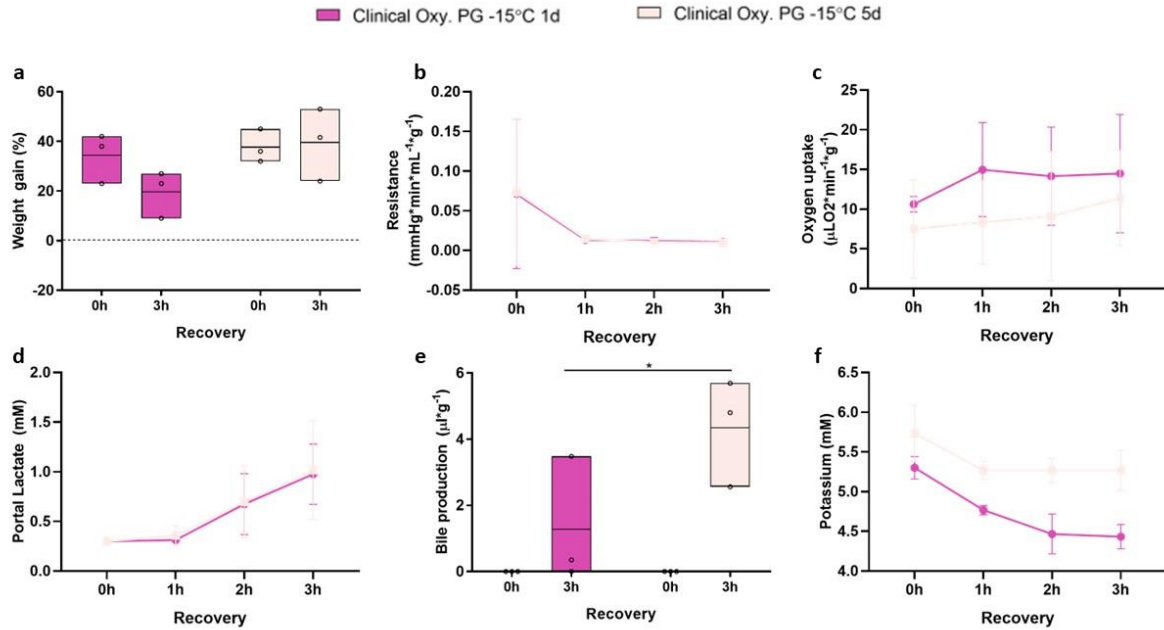 Clinical Oxy. PG -15°C 1d
Clinical Oxy. PG -15°C 5d
a
Weight gain (%)
60
40
20
0
-20
0h
3h
0h
3h
Recovery
b
Resistance
(mmHg*min*mL⁻¹*g⁻¹)
0.20
0.15
0.10
0.05
0.00
-0.05
0h
1h
2h
3h
Recovery
c
Oxygen uptake
(μLO2*min⁻¹*g⁻¹)
25
20
15
10
5
0
0h
1h
2h
3h
Recovery
d
Portal Lactate (mM)
2.0
1.5
1.0
0.5
0.0
0h
1h
2h
3h
Recovery
e
Bile production (μl*g⁻¹)
6
4
2
0
*
0h
3h
0h
3h
Recovery
f
Potassium (mM)
6.5
6.0
5.5
5.0
4.5
4.0
0h
1h
2h
3h
Recovery